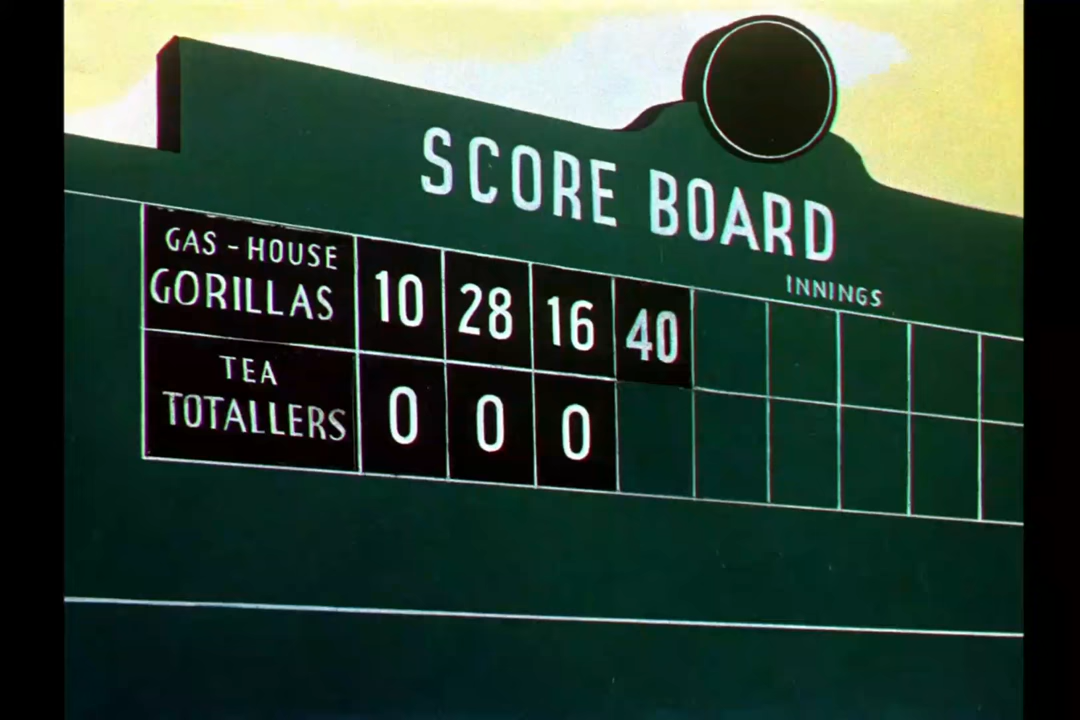 SCORE BOARD
INNINGS
GAS-HOUSE
GORILLAS 10 28 16 40
TEA
TOTALLERS 0 0 0